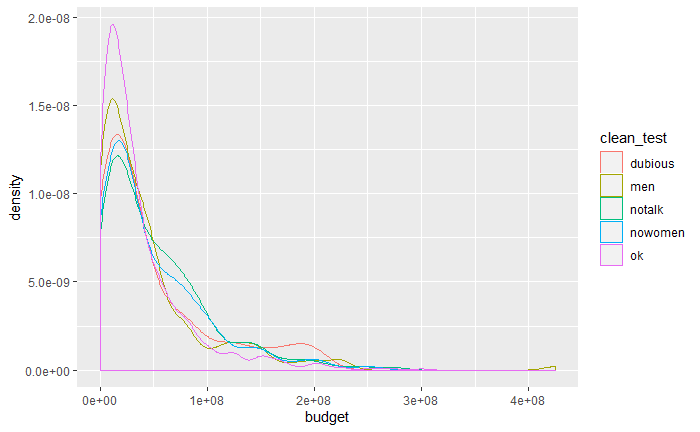 2.0e-08
1.5e-08
1.0e-08
5.0e-09
0.0e+00
density
0e+00 1e+08 2e+08 3e+08 4e+08
budget
clean_test
dubious
men
notalk
nowomen
ok